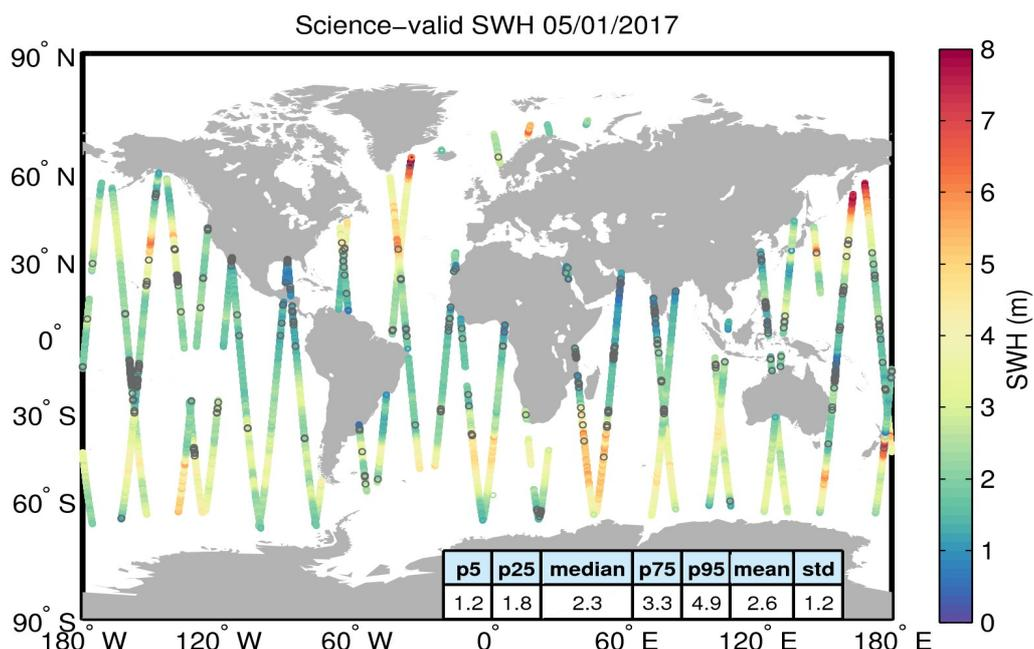 Science−valid SWH 05/01/2017
90° N
60° N
30° N
0°
30° S
60° S
90° S
180° W
120° W
60° W
0°
60° E
120° E
180° E
p5 p25 median p75 p95 mean std
1.2 1.8 2.3 3.3 4.9 2.6 1.2
8
7
6
5
4
3
2
1
0
SWH (m)